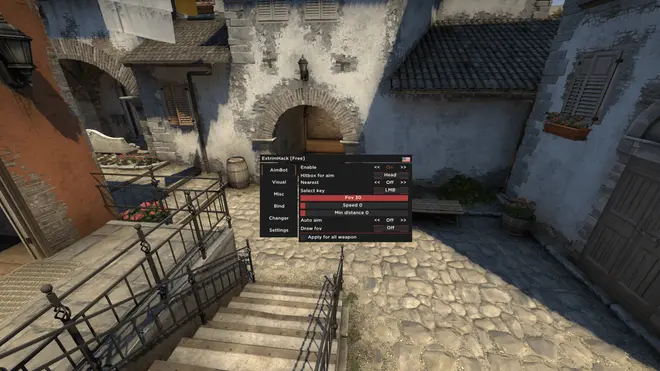 ExtrimHack [Free]
AimBot
Visual
Misc
Bind
Changer
Settings
Enable << On >>
Hitbox for aim Head
Nearest << Off >>
Select key LMB
Fov 30
Speed 0
Min distance 0
Auto aim << Off >>
Draw fov Off
Apply for all weapon